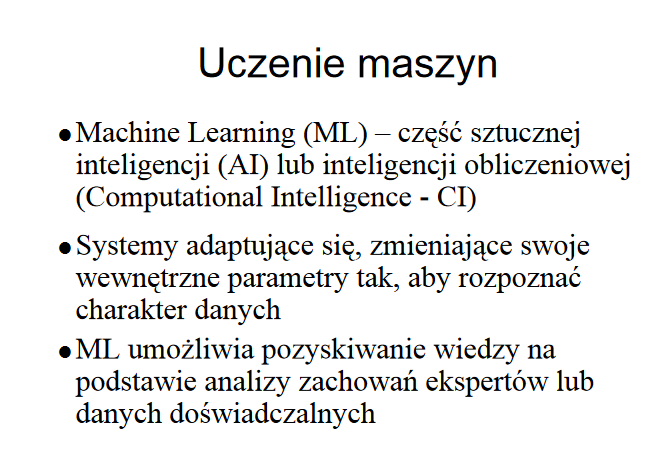 Uczenie maszyn
●Machine Learning (ML) – część sztucznej
inteligencji (AI) lub inteligencji obliczeniowej
(Computational Intelligence - CI)
●Systemy adaptujące się, zmieniające swoje
wewnętrzne parametry tak, aby rozpoznać
charakter danych
●ML umożliwia pozyskiwanie wiedzy na
podstawie analizy zachowań ekspertów lub
danych doświadczalnych